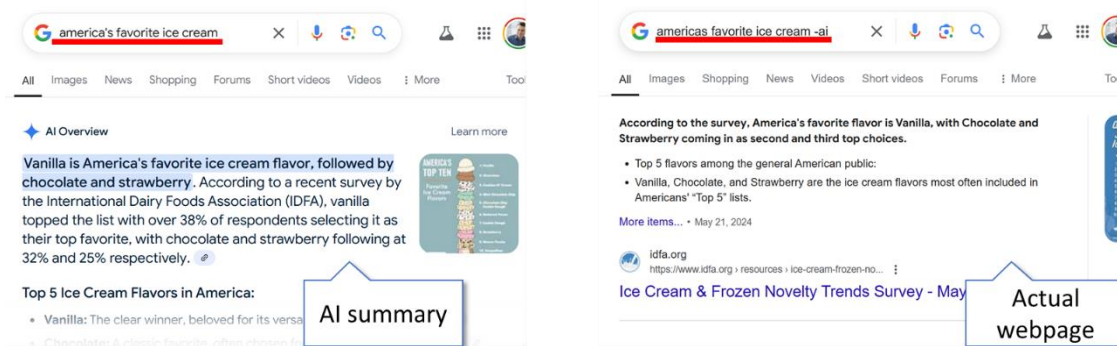 america's favorite ice cream
All Images News Shopping Forums Short videos Videos More Too
AI Overview
Learn more
Vanilla is America's favorite ice cream flavor, followed by
chocolate and strawberry. According to a recent survey by
the International Dairy Foods Association (IDFA), vanilla
topped the list with over 38% of respondents selecting it as
their top favorite, with chocolate and strawberry following at
32% and 25% respectively.
AMERICA'S
TOP TEN
Favorite
Ice Cream
Flavors
Top 5 Ice Cream Flavors in America:
• Vanilla: The clear winner, beloved for its versa
• Chocolate: A classic favorite, often chosen
AI summary
americas favorite ice cream -ai
All Images Shopping News Videos Short videos Forums More To
According to the survey, America's favorite flavor is Vanilla, with Chocolate and
Strawberry coming in as second and third top choices.
• Top 5 flavors among the general American public:
• Vanilla, Chocolate, and Strawberry are the ice cream flavors most often included in
Americans' “Top 5” lists.
More items... • May 21, 2024
idfa.org
https://www.idfa.org › resources › ice-cream-frozen-no...
Ice Cream & Frozen Novelty Trends Survey - May
Actual
webpage